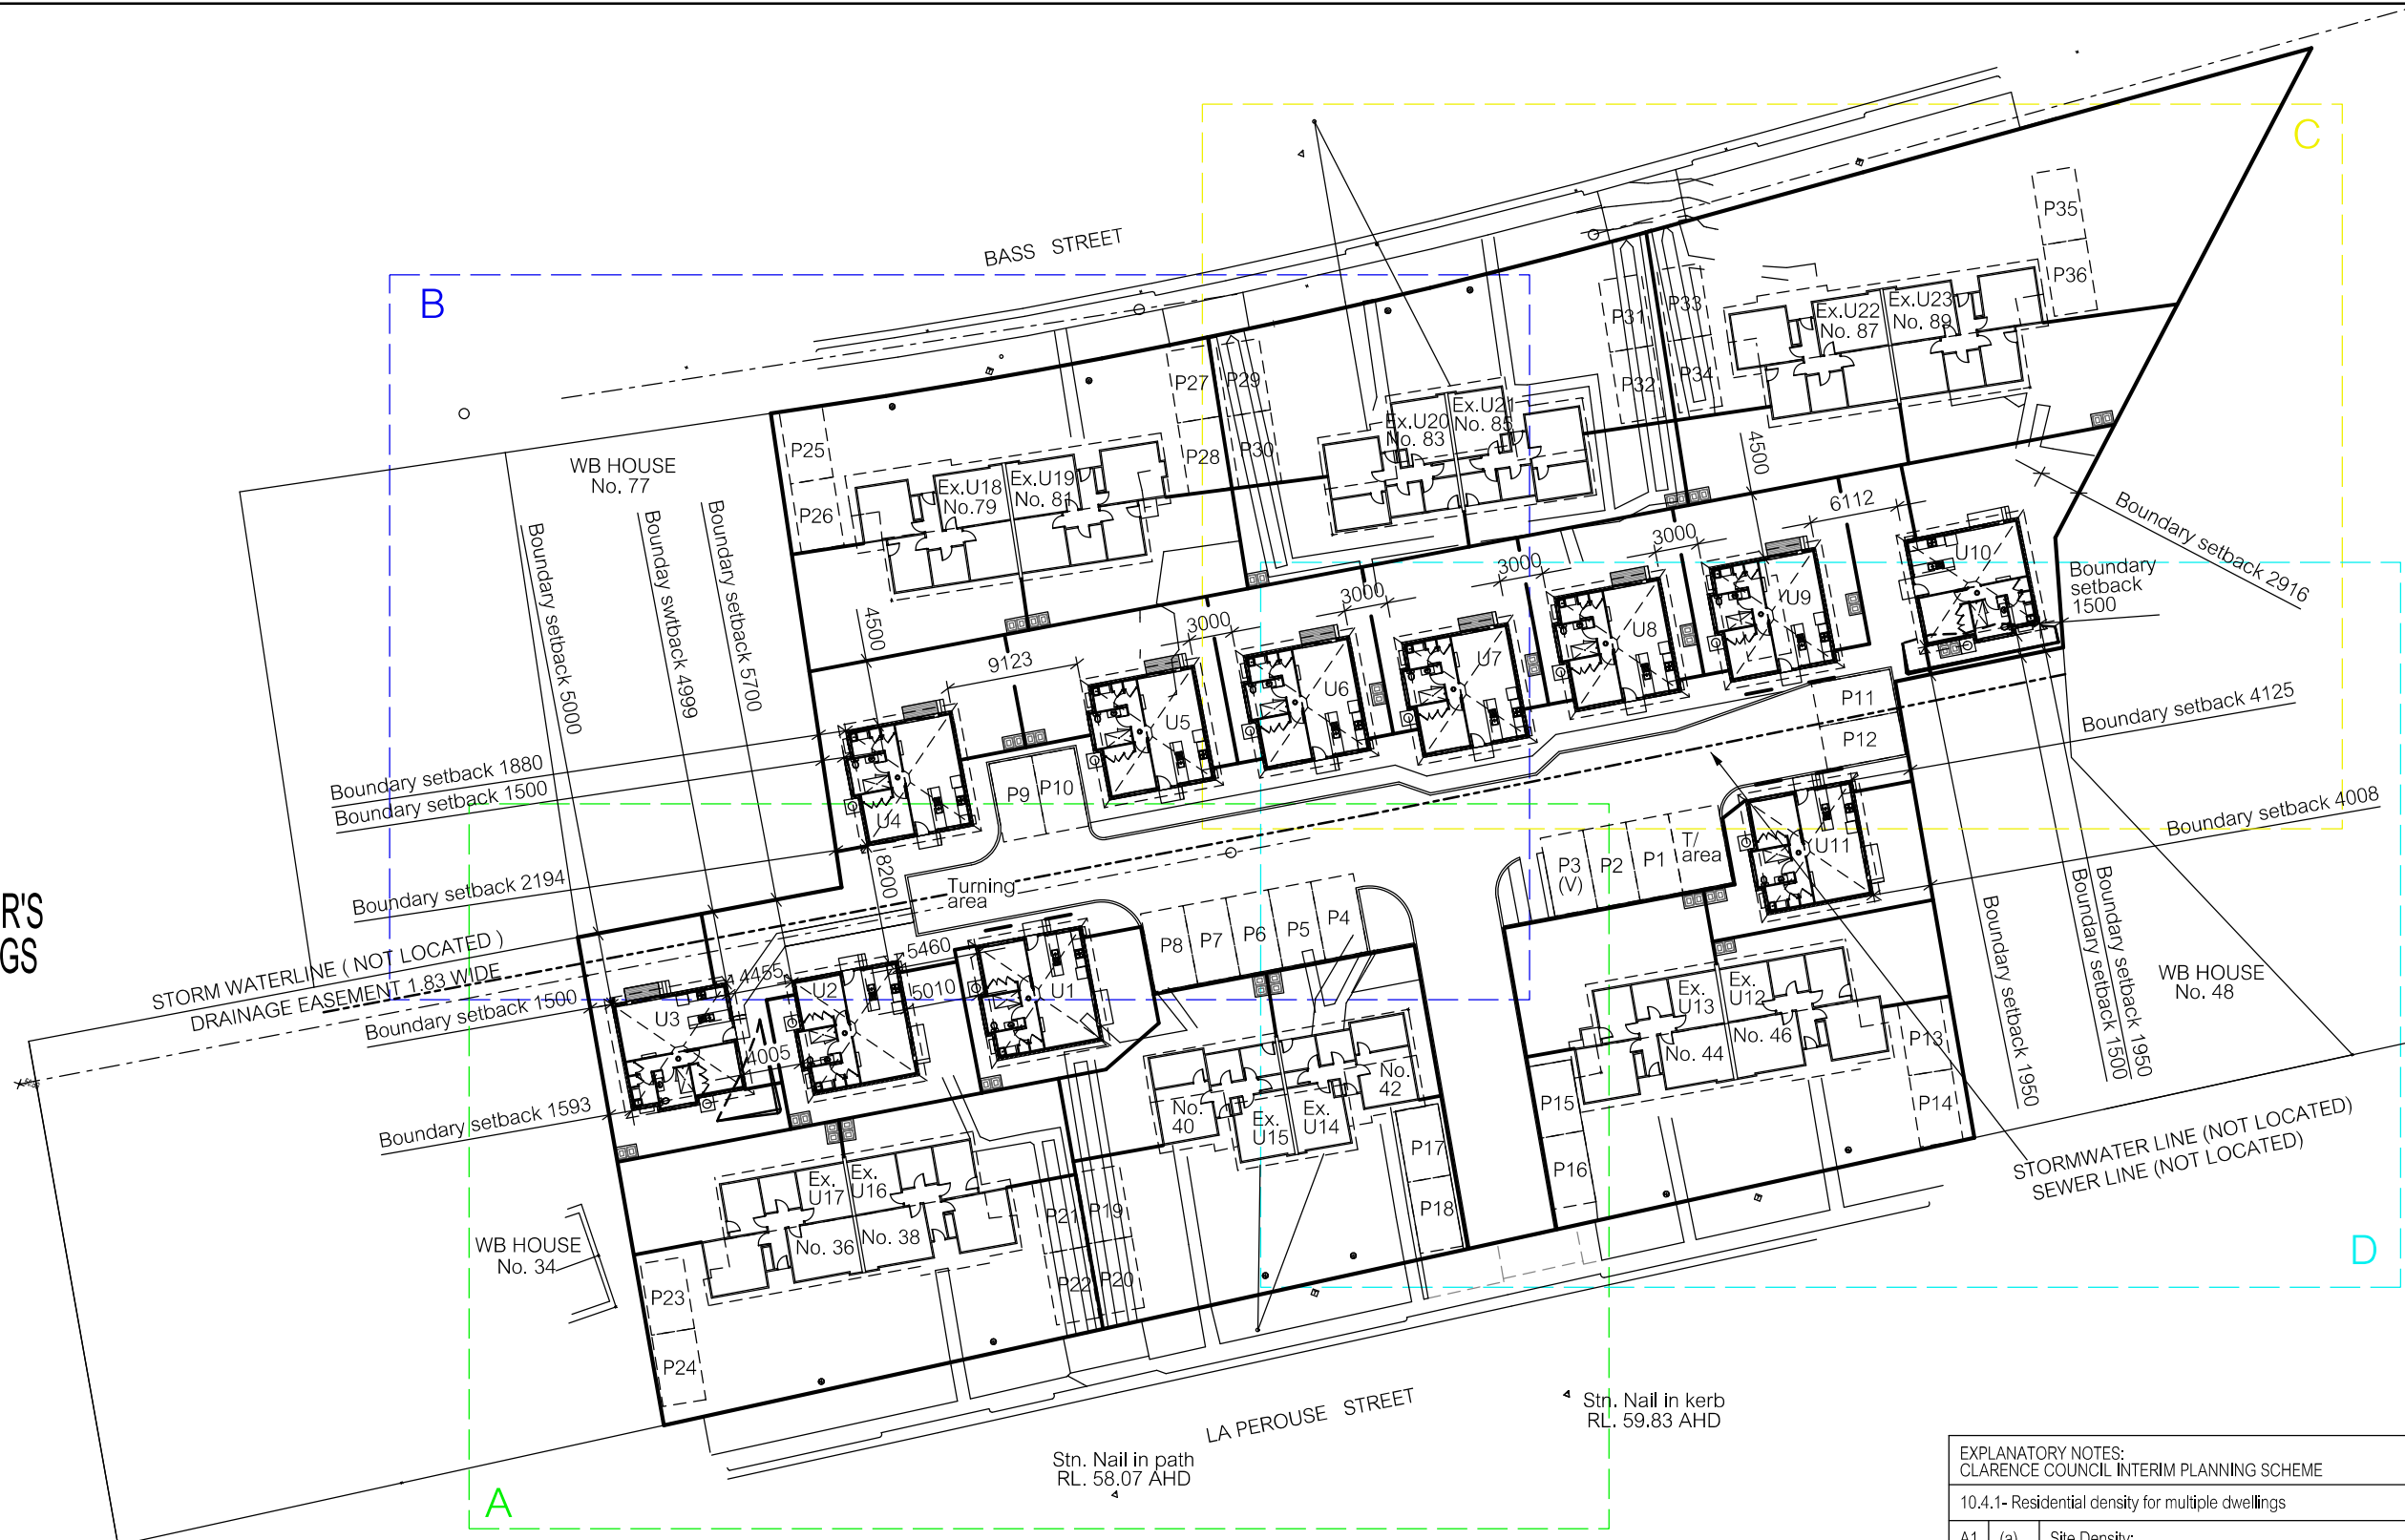 C
B
BASS STREET
P35
P36
Ex.U22
No. 87
Ex.U23
No. 89
P31
P32
P33
P34
P27
P28
P29
P30
Ex.U20
No. 83
Ex.U21
No. 85
P25
P26
WB HOUSE
No. 77
Ex.U18
No.79
Ex.U19
No. 81
Boundary setback 5000
Bounday swtback 4999
Boundary setback 5700
4500
6112
3000
3000
3000
3000
4500
9123
U10
U9
U8
U7
U6
U5
U4
Boundary setback 2916
Boundary
setback
1500
Boundary setback 4125
Boundary setback 4008
P11
P12
Boundary setback 1880
Boundary setback 1500
Boundary setback 2194
P9
P10
8200
Turning
area
P3
(V)
P2
P1
T/
area
U11
R'S
GS
STORM WATERLINE ( NOT LOCATED )
DRAINAGE EASEMENT 1.83 WIDE
Boundary setback 1500
Boundary setback 1593
4455
4005
5460
5010
U3
U2
U1
P8
P7
P6
P5
P4
Boundary setback 1950
Boundary setback 1500
Boundary setback 1950
WB HOUSE
No. 48
Ex.
U13
Ex.
U12
No. 44
No. 46
P13
P14
P15
P16
No.
40
Ex.
U15
Ex.
U14
No.
42
P17
P18
Ex.
U17
Ex.
U16
No. 36
No. 38
P21
P22
P19
P20
WB HOUSE
No. 34
P23
P24
STORMWATER LINE (NOT LOCATED)
SEWER LINE (NOT LOCATED)
D
A
LA PEROUSE STREET
Stn. Nail in kerb
RL. 59.83 AHD
Stn. Nail in path
RL. 58.07 AHD
EXPLANATORY NOTES:
CLARENCE COUNCIL INTERIM PLANNING SCHEME
10.4.1- Residential density for multiple dwellings
A1 (a) Site Density: